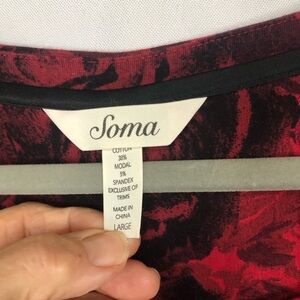 Soma
COTTON
38%
MODAL
5%
SPANDEX
EXCLUSIVE OF
TRIMS
MADE IN
CHINA
LARGE